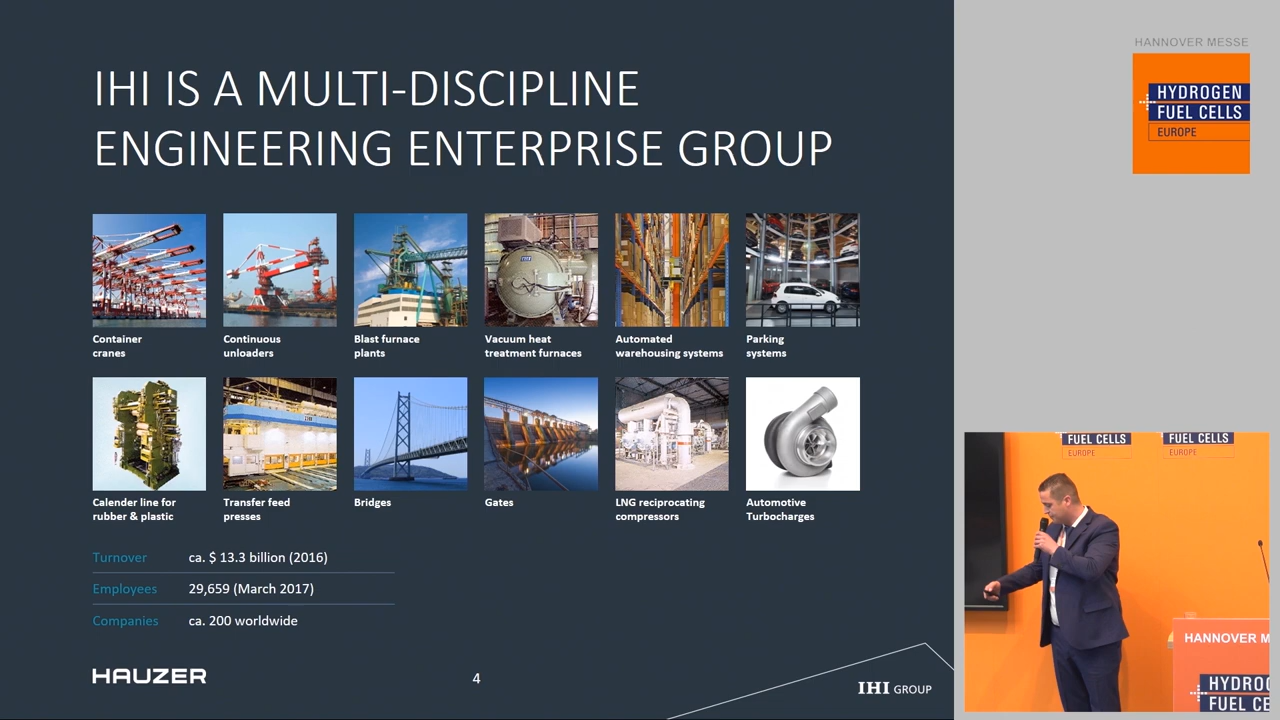 IHI IS A MULTI-DISCIPLINE
ENGINEERING ENTERPRISE GROUP
Container
cranes
Continuous
unloaders
Blast furnace
plants
Vacuum heat
treatment furnaces
Automated
warehousing systems
Parking
systems
Calender line for
rubber & plastic
Transfer feed
presses
Bridges
Gates
LNG reciprocating
compressors
Automotive
Turbocharges
Turnover ca. $ 13.3 billion (2016)
Employees 29,659 (March 2017)
Companies ca. 200 worldwide
HAUZER
4
IHI GROUP
HANNOVER MESSE
HYDROGEN
FUEL CELLS
EUROPE
FUEL CELLS
EUROPE
FUEL CELLS
EUROPE
HANNOVER M
HYDROG
FUEL CE